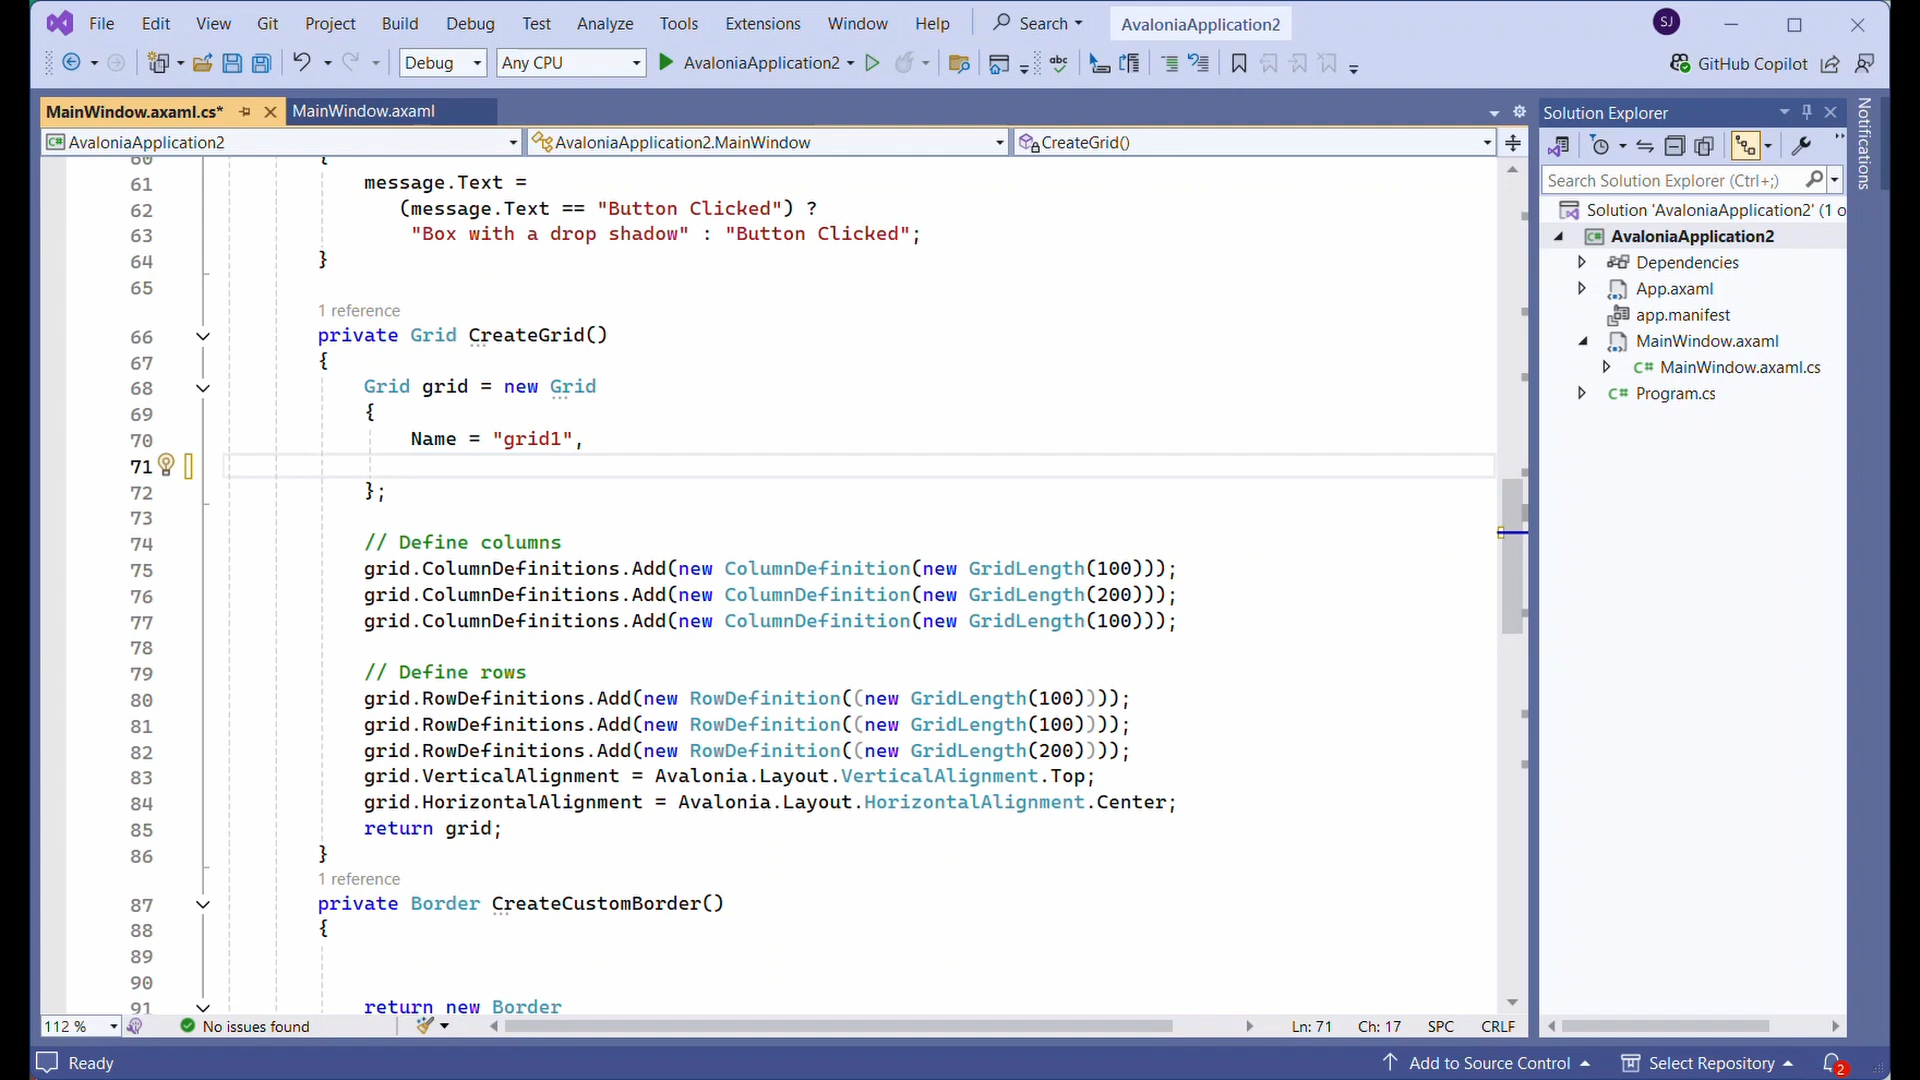 File Edit View Git Project Build Debug Test Analyze Tools Extensions Window Help Search AvaloniaApplication2 SJ
Debug Any CPU AvaloniaApplication2 abc GitHub Copilot
MainWindow.axaml.cs* MainWindow.axaml
AvaloniaApplication2 AvaloniaApplication2.MainWindow CreateGrid()
60 {
61 message.Text =
62 (message.Text == "Button Clicked") ?
63 "Box with a drop shadow" : "Button Clicked";
64 }
65
1 reference
66 private Grid CreateGrid()
67 {
68 Grid grid = new Grid
69 {
70 Name = "grid1",
71
72 };
73
74 // Define columns
75 grid.ColumnDefinitions.Add(new ColumnDefinition(new GridLength(100)));
76 grid.ColumnDefinitions.Add(new ColumnDefinition(new GridLength(200)));
77 grid.ColumnDefinitions.Add(new ColumnDefinition(new GridLength(100)));
78
79 // Define rows
80 grid.RowDefinitions.Add(new RowDefinition((new GridLength(100))));
81 grid.RowDefinitions.Add(new RowDefinition((new GridLength(100))));
82 grid.RowDefinitions.Add(new RowDefinition((new GridLength(200))));
83 grid.VerticalAlignment = Avalonia.Layout.VerticalAlignment.Top;
84 grid.HorizontalAlignment = Avalonia.Layout.HorizontalAlignment.Center;
85 return grid;
86 }
1 reference
87 private Border CreateCustomBorder()
88 {
89
90
91 return new Border
112 % No issues found Ln: 71 Ch: 17 SPC CRLF
Solution Explorer
Search Solution Explorer (Ctrl+;)
Solution 'AvaloniaApplication2' (1 o
C# AvaloniaApplication2
Dependencies
App.axaml
app.manifest
MainWindow.axaml
C# MainWindow.axaml.cs
C# Program.cs
Notifications
Ready Add to Source Control Select Repository 2